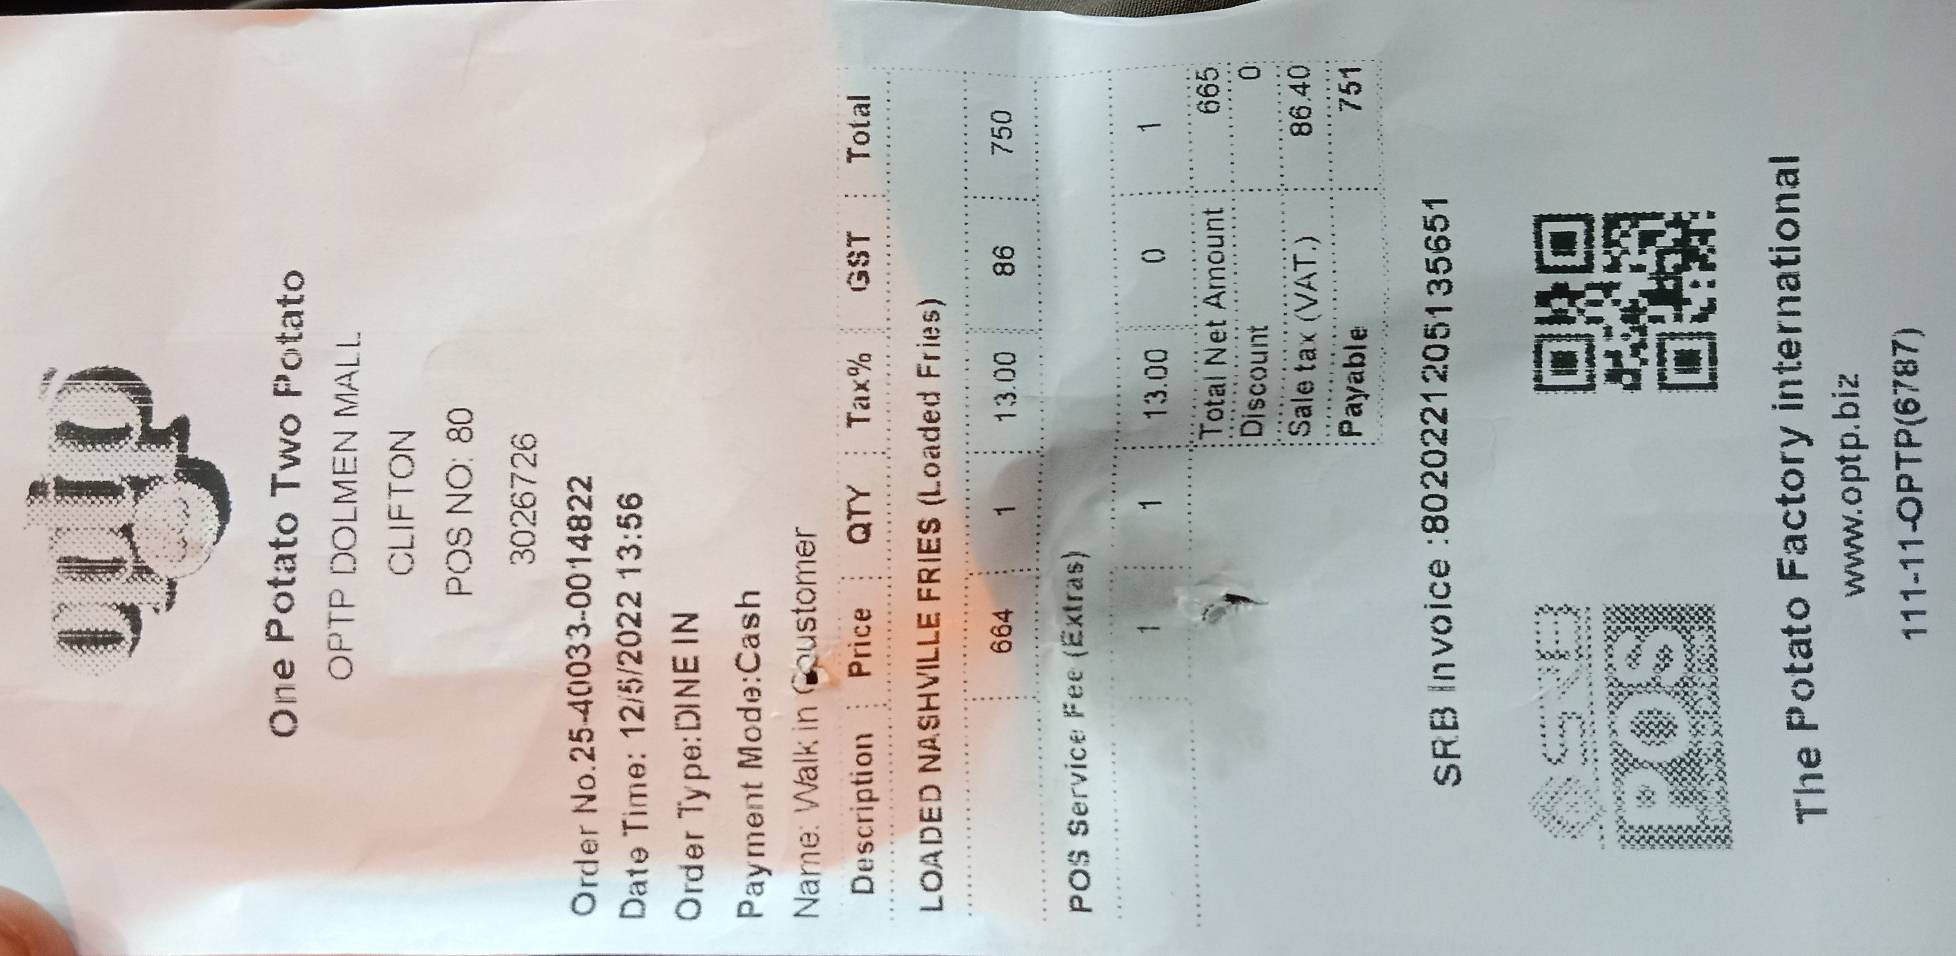 optp
One Potato Two Potato
OPTP DOLMEN MALL
CLIFTON
POS NO: 80
3026726
Order No.25-40033-0014822
Date Time: 12/5/2022 13:56
Order Type:DINE IN
Payment Mode:Cash
Name: Walk in Customer
Description Price QTY Tax% GST Total
LOADED NASHVILLE FRIES (Loaded Fries)
664 1 13.00 86 750
POS Service Fee (Extras)
1 1 13.00 0 1
Total Net Amount 665
Discount 0
Sale tax (VAT.) 86.40
Payable 751
SRB Invoice :80202212051 35651
POS
The Potato Factory international
www.optp.biz
111-111-OPTP(6787)